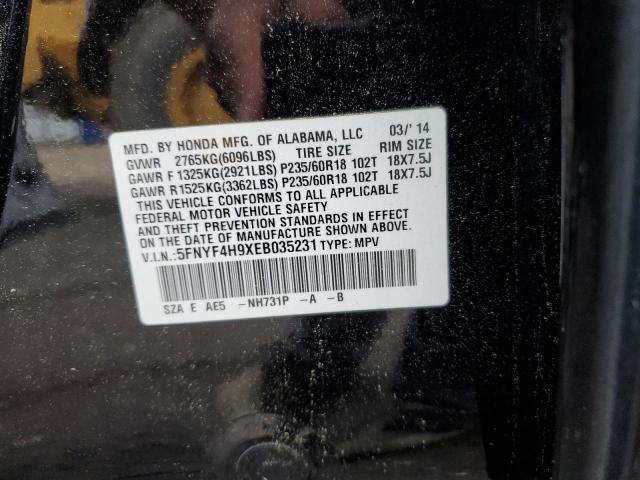 MFD. BY HONDA MFG. OF ALABAMA, LLC 03/'14
GVWR 2765KG(6096LBS) TIRE SIZE RIM SIZE
GAWR F 1325KG(2921LBS) P235/60R18 102T 18X7.5J
GAWR R1525KG(3362LBS) P235/60R18 102T 18X7.5J
THIS VEHICLE CONFORMS TO ALL APPLICABLE
FEDERAL MOTOR VEHICLE SAFETY
AND THEFT PREVENTION STANDARDS IN EFFECT
ON THE DATE OF MANUFACTURE SHOWN ABOVE.
V.I.N.:5FNYF4H9XEB035231 TYPE: MPV
SZA E AE5 -NH731P -A -B